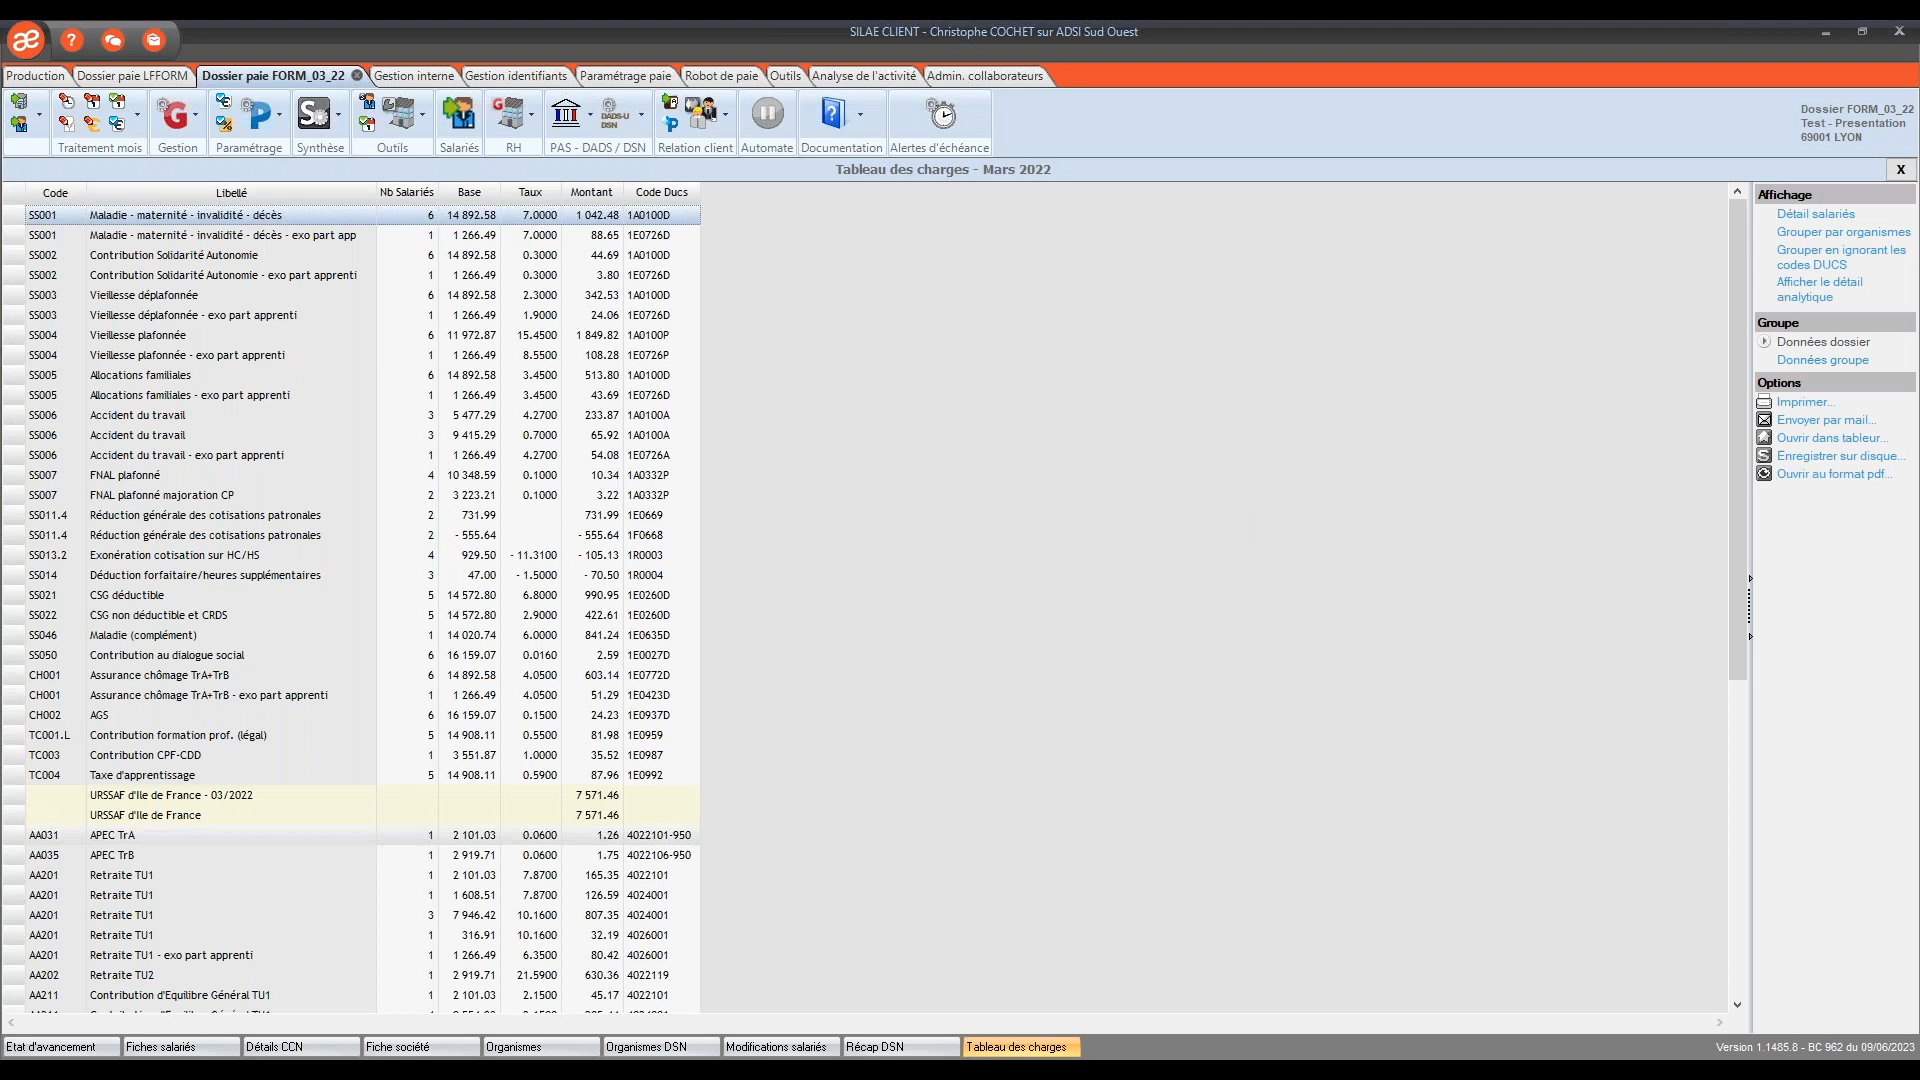 SILAE CLIENT - Christophe COCHET sur ADSI Sud Ouest
Production
Dossier paie LFFORM
Dossier paie FORM_03_22
Gestion interne
Gestion identifiants
Paramétrage paie
Robot de paie
Outils
Analyse de l'activité
Admin. collaborateurs
Traitement mois
Gestion
Paramétrage
Synthèse
Outils
Salariés
RH
DADS-U
DSN
PAS - DADS / DSN
Relation client
Automate
Documentation
Alertes d'échéance
Dossier FORM_03_22
Test - Presentation
69001 LYON
Tableau des charges - Mars 2022
X
Code Libellé Nb Salariés Base Taux Montant Code Ducs
SS001 Maladie - maternité - invalidité - décès 6 14 892.58 7.0000 1 042.48 1A0100D
SS001 Maladie - maternité - invalidité - décès - exo part app 1 1 266.49 7.0000 88.65 1E0726D
SS002 Contribution Solidarité Autonomie 6 14 892.58 0.3000 44.69 1A0100D
SS002 Contribution Solidarité Autonomie - exo part apprenti 1 1 266.49 0.3000 3.80 1E0726D
SS003 Vieillesse déplafonnée 6 14 892.58 2.3000 342.53 1A0100D
SS003 Vieillesse déplafonnée - exo part apprenti 1 1 266.49 1.9000 24.06 1E0726D
SS004 Vieillesse plafonnée 6 11 972.87 15.4500 1 849.82 1A0100P
SS004 Vieillesse plafonnée - exo part apprenti 1 1 266.49 8.5500 108.28 1E0726P
SS005 Allocations familiales 6 14 892.58 3.4500 513.80 1A0100D
SS005 Allocations familiales - exo part apprenti 1 1 266.49 3.4500 43.69 1E0726D
SS006 Accident du travail 3 5 477.29 4.2700 233.87 1A0100A
SS006 Accident du travail 3 9 415.29 0.7000 65.92 1A0100A
SS006 Accident du travail - exo part apprenti 1 1 266.49 4.2700 54.08 1E0726A
SS007 FNAL plafonné 4 10 348.59 0.1000 10.34 1A0332P
SS007 FNAL plafonné majoration CP 2 3 223.21 0.1000 3.22 1A0332P
SS011.4 Réduction générale des cotisations patronales 2 731.99 731.99 1E0669
SS011.4 Réduction générale des cotisations patronales 2 - 555.64 - 555.64 1F0668
SS013.2 Exonération cotisation sur HC/HS 4 929.50 - 11.3100 - 105.13 1R0003
SS014 Déduction forfaitaire/heures supplémentaires 3 47.00 - 1.5000 - 70.50 1R0004
SS021 CSG déductible 5 14 572.80 6.8000 990.95 1E0260D
SS022 CSG non déductible et CRDS 5 14 572.80 2.9000 422.61 1E0260D
SS046 Maladie (complément) 1 14 020.74 6.0000 841.24 1E0635D
SS050 Contribution au dialogue social 6 16 159.07 0.0160 2.59 1E0027D
CH001 Assurance chômage TrA+TrB 6 14 892.58 4.0500 603.14 1E0772D
CH001 Assurance chômage TrA+TrB - exo part apprenti 1 1 266.49 4.0500 51.29 1E0423D
CH002 AGS 6 16 159.07 0.1500 24.23 1E0937D
TC001.L Contribution formation prof. (légal) 5 14 908.11 0.5500 81.98 1E0959
TC003 Contribution CPF-CDD 1 3 551.87 1.0000 35.52 1E0987
TC004 Taxe d'apprentissage 5 14 908.11 0.5900 87.96 1E0992
URSSAF d'Ile de France - 03/2022 7 571.46
URSSAF d'Ile de France 7 571.46
AA031 APEC TrA 1 2 101.03 0.0600 1.26 4022101-950
AA035 APEC TrB 1 2 919.71 0.0600 1.75 4022106-950
AA201 Retraite TU1 1 2 101.03 7.8700 165.35 4022101
AA201 Retraite TU1 1 1 608.51 7.8700 126.59 4024001
AA201 Retraite TU1 3 7 946.42 10.1600 807.35 4024001
AA201 Retraite TU1 1 316.91 10.1600 32.19 4026001
AA201 Retraite TU1 - exo part apprenti 1 1 266.49 6.3500 80.42 4026001
AA202 Retraite TU2 1 2 919.71 21.5900 630.36 4022119
AA211 Contribution d'Equilibre Général TU1 1 2 101.03 2.1500 45.17 4022101
Affichage
Détail salariés
Grouper par organismes
Grouper en ignorant les
codes DUCS
Afficher le détail
analytique
Groupe
Données dossier
Données groupe
Options
Imprimer...
Envoyer par mail...
Ouvrir dans tableur...
Enregistrer sur disque...
Ouvrir au format pdf...
Etat d'avancement
Fiches salariés
Détails CCN
Fiche société
Organismes
Organismes DSN
Modifications salariés
Récap DSN
Tableau des charges
Version 1.1485.8 - BC 962 du 09/06/2023